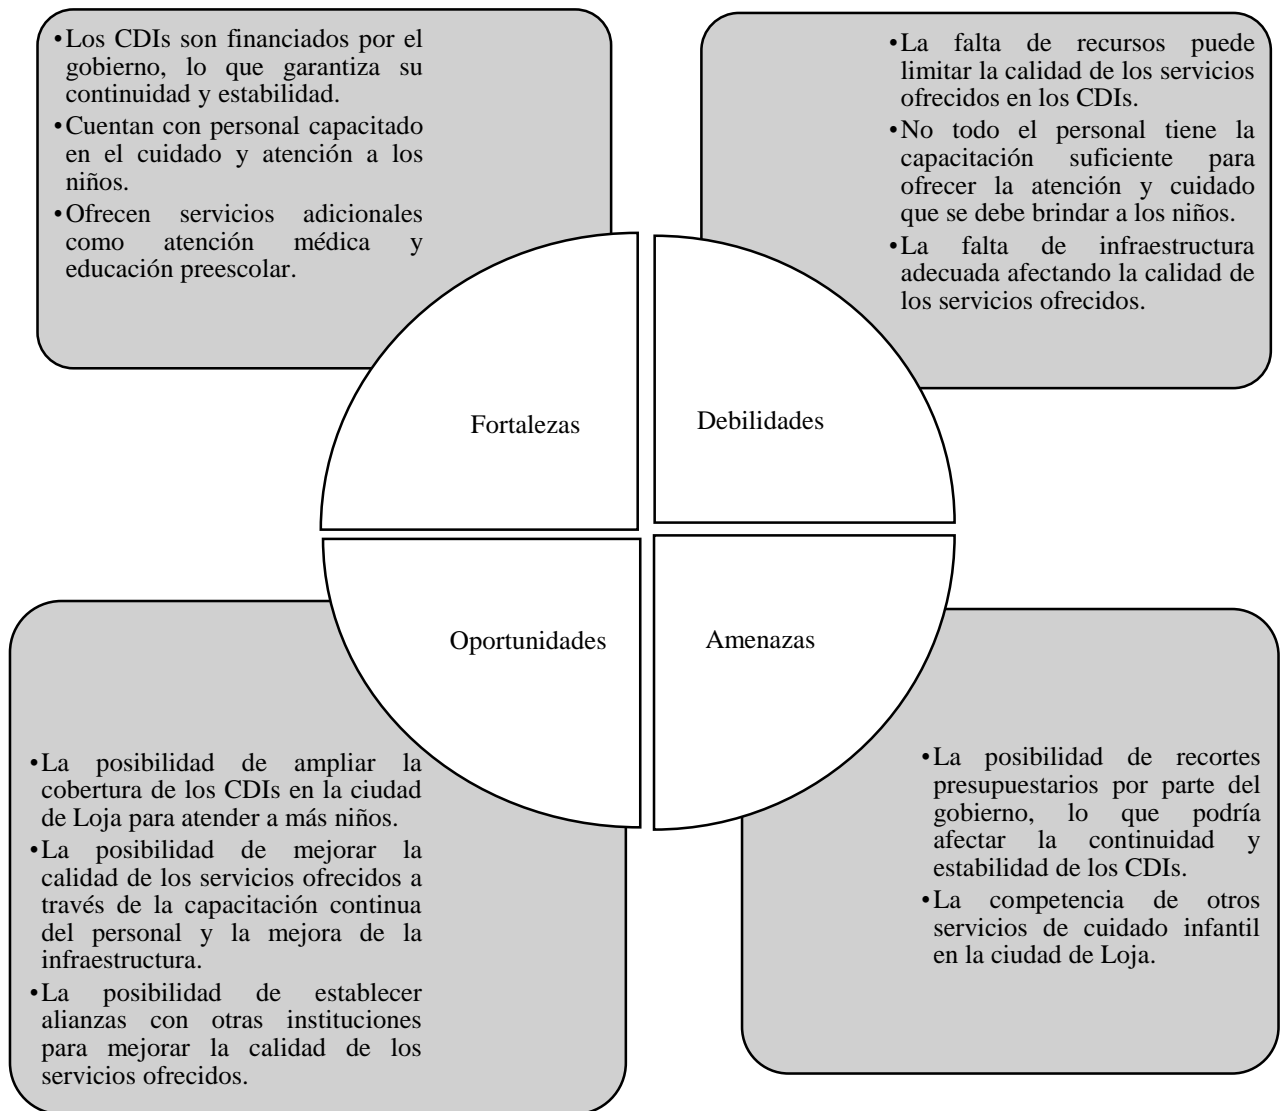 •Los CDIs son financiados por el
gobierno, lo que garantiza su
continuidad y estabilidad.
•Cuentan con personal capacitado
en el cuidado y atención a los
niños.
•Ofrecen servicios adicionales
como atención médica y
educación preescolar.
•La falta de recursos puede
limitar la calidad de los servicios
ofrecidos en los CDIs.
•No todo el personal tiene la
capacitación suficiente para
ofrecer la atención y cuidado
que se debe brindar a los niños.
•La falta de infraestructura
adecuada afectando la calidad de
los servicios ofrecidos.
Fortalezas
Debilidades
Oportunidades
Amenazas
•La posibilidad de ampliar la
cobertura de los CDIs en la ciudad
de Loja para atender a más niños.
•La posibilidad de mejorar la
calidad de los servicios ofrecidos a
través de la capacitación continua
del personal y la mejora de la
infraestructura.
•La posibilidad de establecer
alianzas con otras instituciones
para mejorar la calidad de los
servicios ofrecidos.
•La posibilidad de recortes
presupuestarios por parte del
gobierno, lo que podría
afectar la continuidad y
estabilidad de los CDIs.
•La competencia de otros
servicios de cuidado infantil
en la ciudad de Loja.